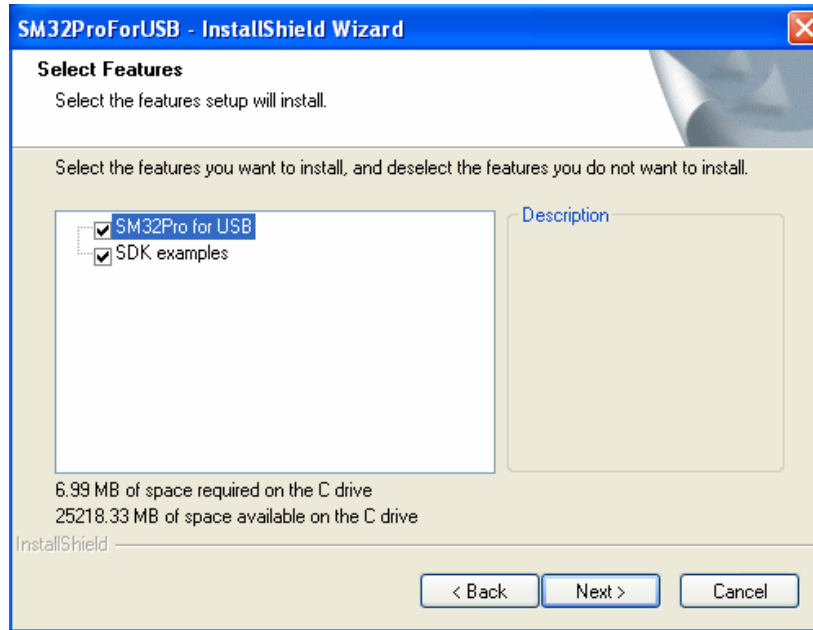 SM32ProForUSB - InstallShield Wizard
Select Features
Select the features setup will install.
Select the features you want to install, and deselect the features you do not want to install.
SM32Pro for USB
SDK examples
Description
6.99 MB of space required on the C drive
25218.33 MB of space available on the C drive
InstallShield
< Back
Next >
Cancel